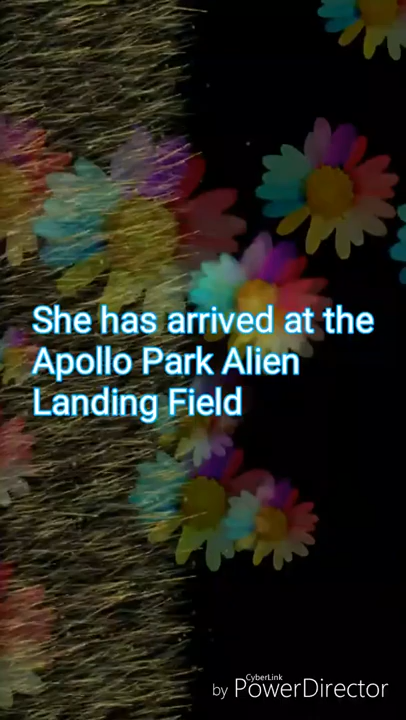 She has arrived at the
Apollo Park Alien
Landing Field
CyberLink
by PowerDirector